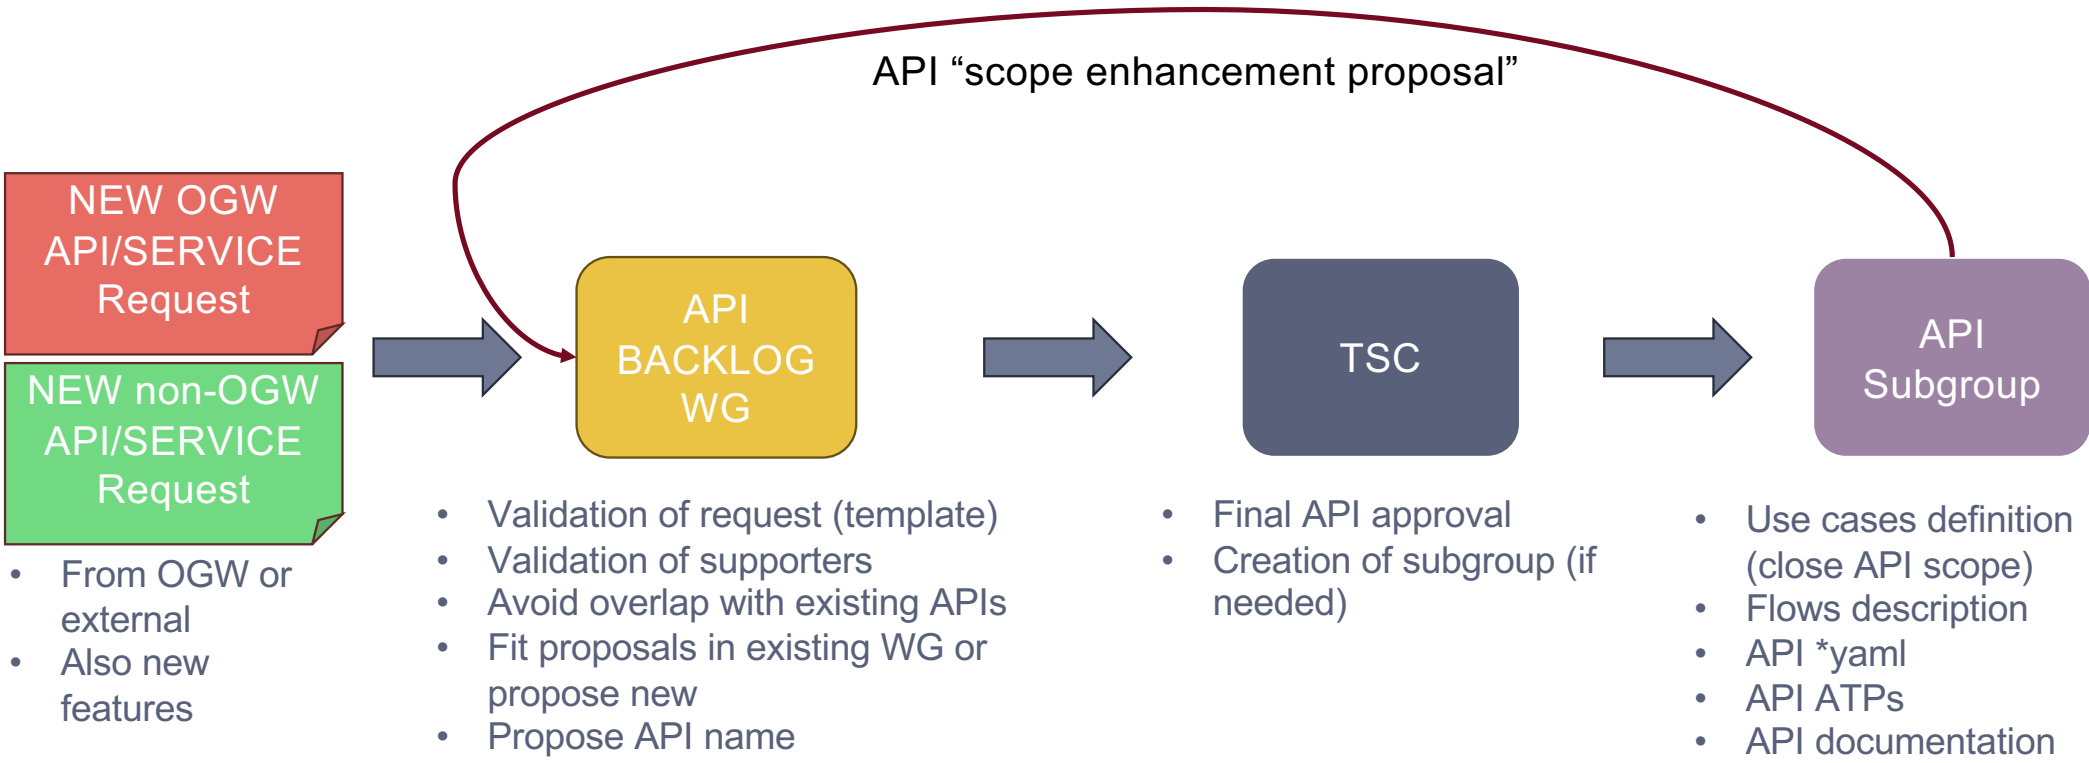 API “scope enhancement proposal”
NEW OGW
API/SERVICE
Request
NEW non-OGW
API/SERVICE
Request
• From OGW or
external
• Also new
features
API
BACKLOG
WG
• Validation of request (template)
• Validation of supporters
• Avoid overlap with existing APIs
• Fit proposals in existing WG or
propose new
• Propose API name
TSC
• Final API approval
• Creation of subgroup (if
needed)
API
Subgroup
• Use cases definition
(close API scope)
• Flows description
• API *yaml
• API ATPs
• API documentation